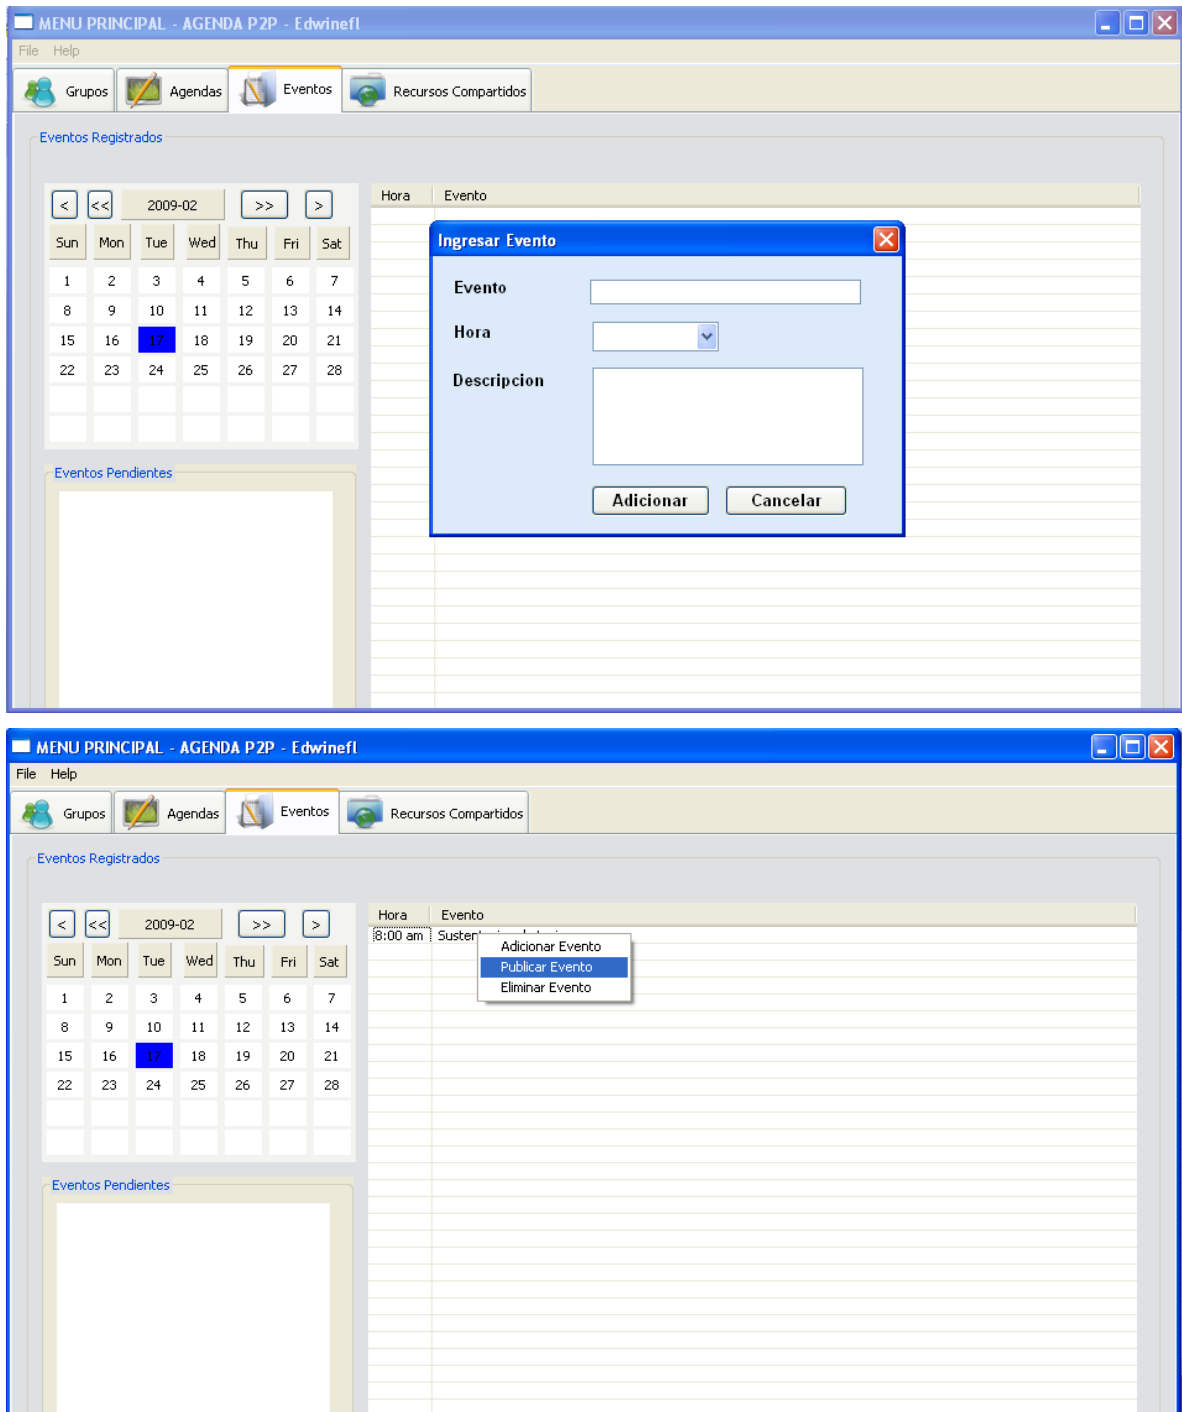 MENU PRINCIPAL - AGENDA P2P - Edwinefl
File Help
Grupos Agendas Eventos Recursos Compartidos
Eventos Registrados
< << 2009-02 >> >
Sun Mon Tue Wed Thu Fri Sat
1 2 3 4 5 6 7
8 9 10 11 12 13 14
15 16 17 18 19 20 21
22 23 24 25 26 27 28
Eventos Pendientes
Hora Evento
Ingresar Evento
Evento
Hora
Descripcion
Adicionar Cancelar
MENU PRINCIPAL - AGENDA P2P - Edwinefl
File Help
Grupos Agendas Eventos Recursos Compartidos
Eventos Registrados
< << 2009-02 >> >
Sun Mon Tue Wed Thu Fri Sat
1 2 3 4 5 6 7
8 9 10 11 12 13 14
15 16 17 18 19 20 21
22 23 24 25 26 27 28
Eventos Pendientes
Hora Evento
8:00 am
Adicionar Evento
Publicar Evento
Eliminar Evento